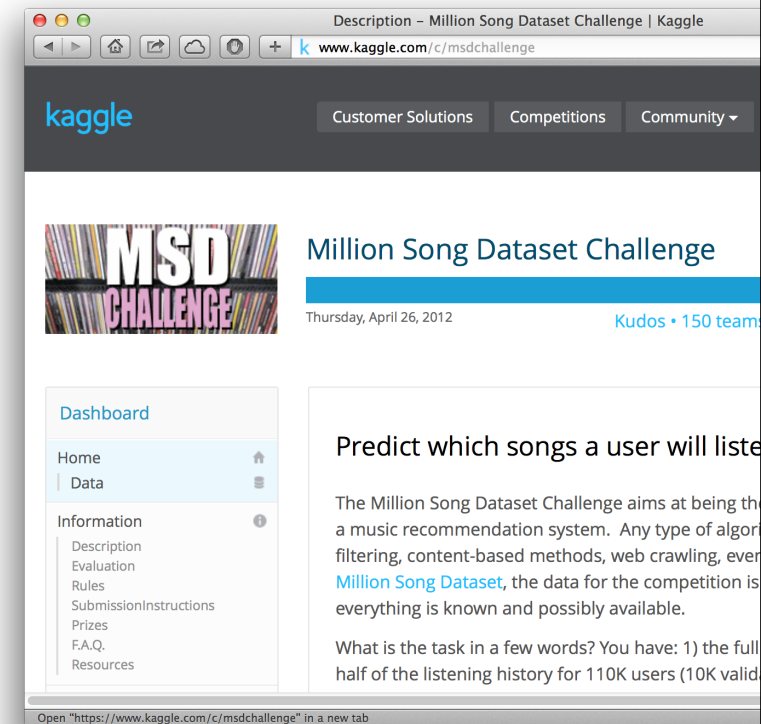 Description – Million Song Dataset Challenge | Kaggle
k www.kaggle.com/c/msdchallenge
kaggle
Customer Solutions Competitions Community
MSD
CHALLENGE
Million Song Dataset Challenge
Thursday, April 26, 2012
Kudos • 150 teams
Dashboard
Home
Data
Information
Description
Evaluation
Rules
SubmissionInstructions
Prizes
F.A.Q.
Resources
Predict which songs a user will liste
The Million Song Dataset Challenge aims at being the
a music recommendation system. Any type of algori
filtering, content-based methods, web crawling, ever
Million Song Dataset, the data for the competition is
everything is known and possibly available.
What is the task in a few words? You have: 1) the full
half of the listening history for 110K users (10K valid
Open "https://www.kaggle.com/c/msdchallenge" in a new tab